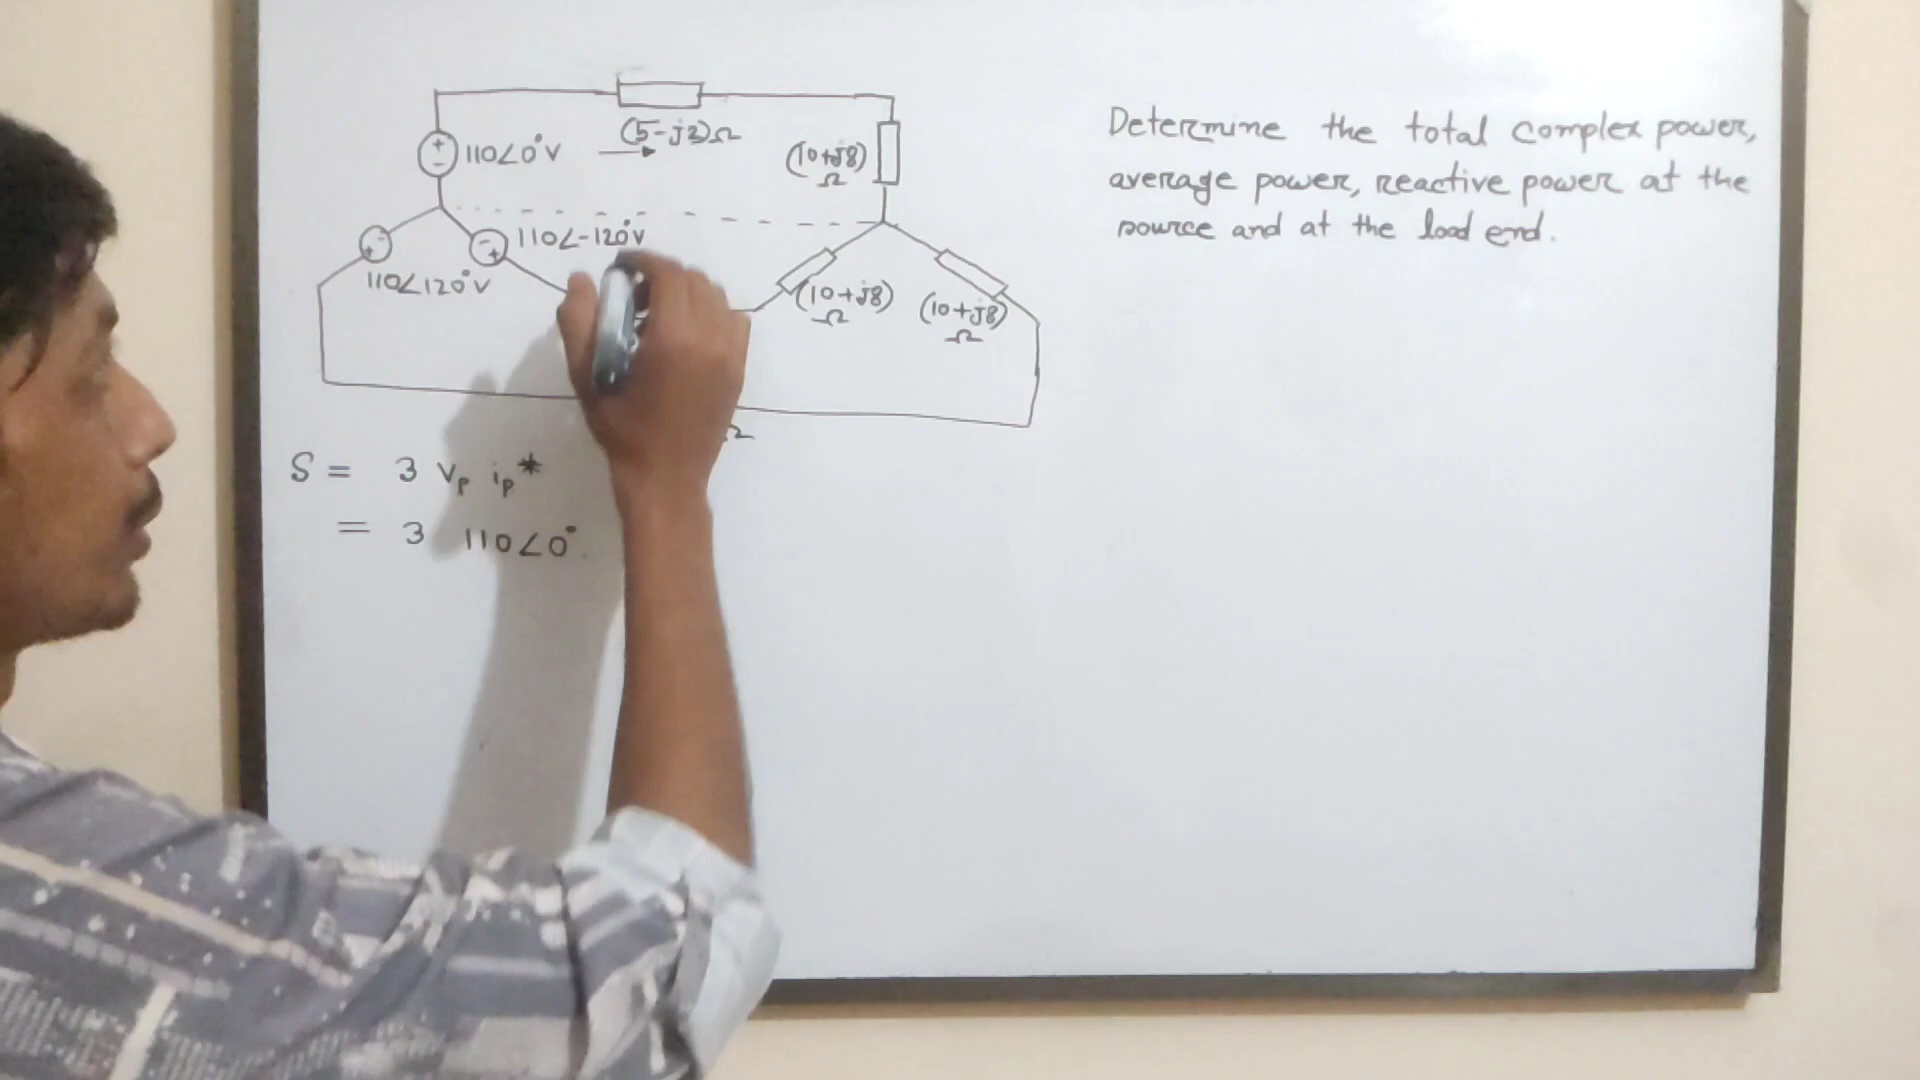 (5-j2)Ω
110∠0°V
(10+j8)
Ω
110∠-120°V
110∠120°V
(10+j8)
Ω
(10+j8)
Ω
Ω
S = 3 Vp ip*
= 3 110∠0°
Determine the total complex power,
average power, reactive power at the
source and at the load end.